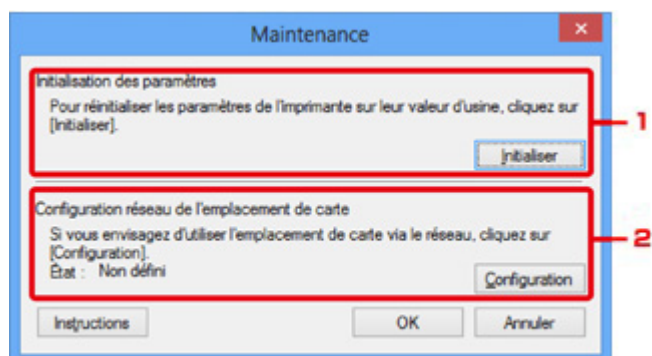 Maintenance
Initialisation des paramètres
Pour réinitialiser les paramètres de l'imprimante sur leur valeur d'usine, cliquez sur
[Initialiser].
1
Initialiser
Configuration réseau de l'emplacement de carte
Si vous envisagez d'utiliser l'emplacement de carte via le réseau, cliquez sur
[Configuration].
2
État : Non défini
Configuration
Instructions OK Annuler